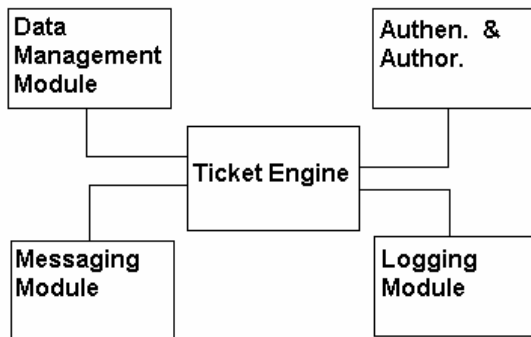 Data
Management
Module
Authen. &
Author.
Ticket Engine
Messaging
Module
Logging
Module